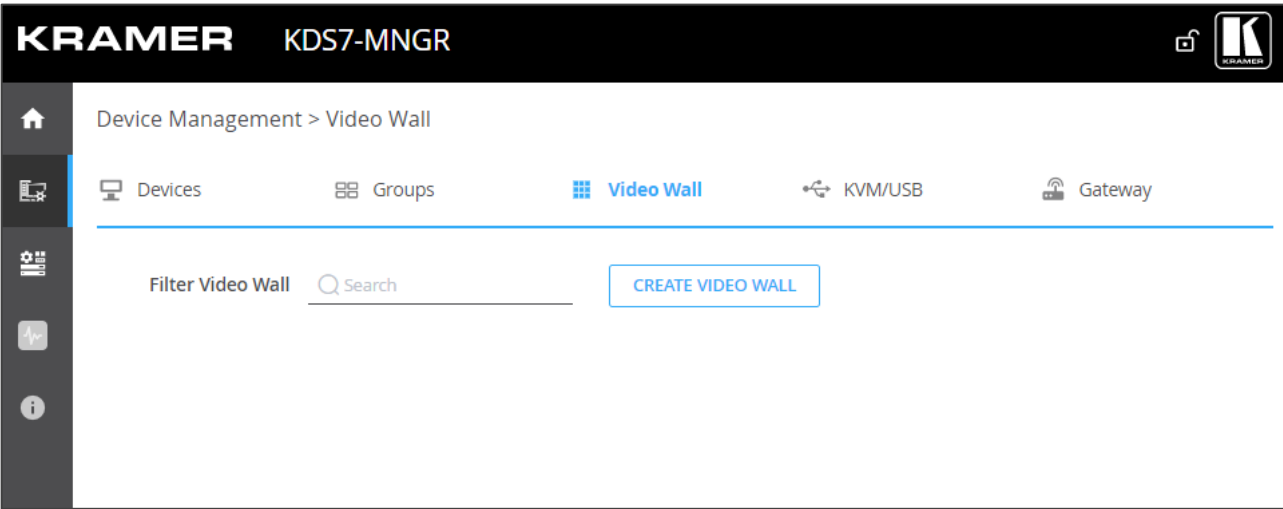 KRAMER KDS7-MNGR
KRAMER
Device Management > Video Wall
Devices Groups Video Wall KVM/USB Gateway
Filter Video Wall Search CREATE VIDEO WALL